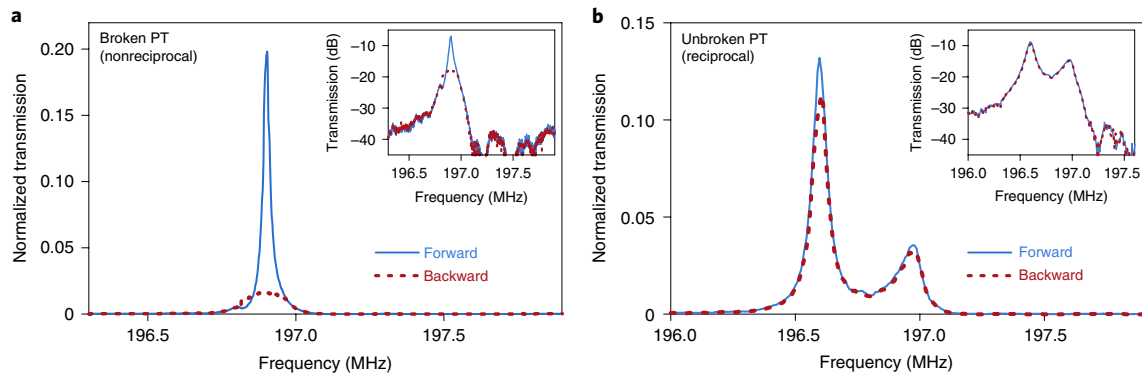 a
Broken PT
(nonreciprocal)
Normalized transmission
0.20
0.15
0.10
0.05
0
196.5
197.0
197.5
Frequency (MHz)
Forward
Backward
Transmission (dB)
−10
−20
−30
−40
196.5
197.0
197.5
Frequency (MHz)
b
Unbroken PT
(reciprocal)
Normalized transmission
0.15
0.10
0.05
0
196.0
196.5
197.0
197.5
Frequency (MHz)
Forward
Backward
Transmission (dB)
−10
−20
−30
−40
196.0
196.5
197.0
197.5
Frequency (MHz)